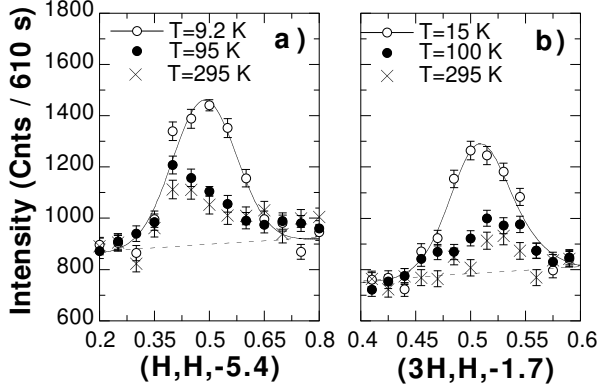 Intensity (Cnts / 610 s)
1800
1600
1400
1200
1000
800
600
a)
T=9.2 K
T=95 K
T=295 K
0.2 0.35 0.5 0.65 0.8
(H,H,-5.4)
b)
T=15 K
T=100 K
T=295 K
0.4 0.45 0.5 0.55 0.6
(3H,H,-1.7)